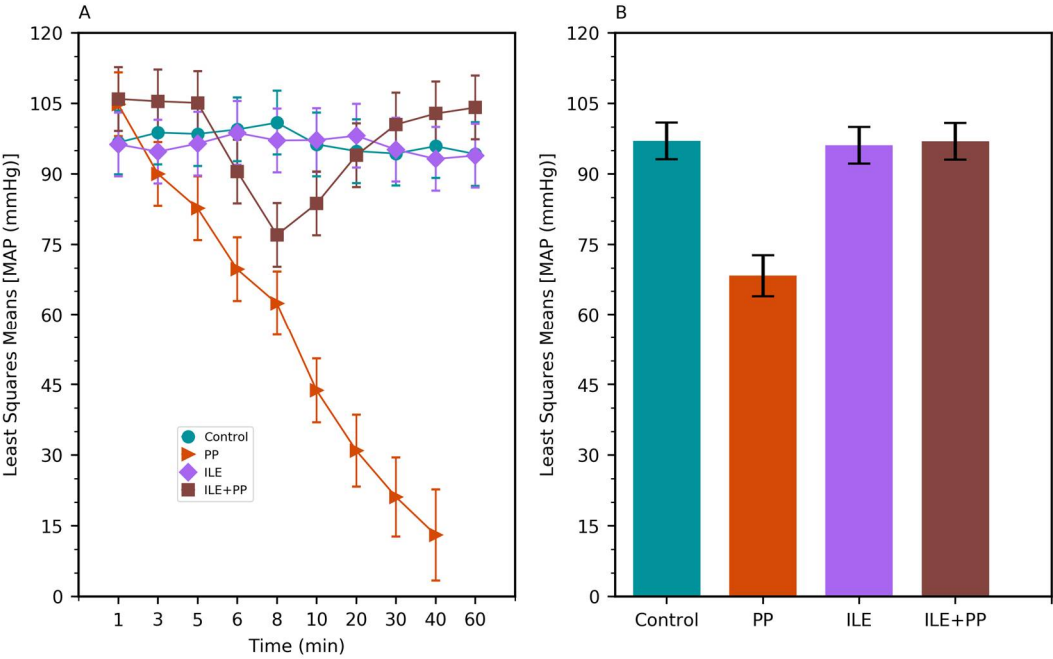 A
Least Squares Means [MAP (mmHg)]
120
105
90
75
60
45
30
15
0
Control
PP
ILE
ILE+PP
1 3 5 6 8 10 20 30 40 60
Time (min)
B
Least Squares Means [MAP (mmHg)]
120
105
90
75
60
45
30
15
0
Control PP ILE ILE+PP